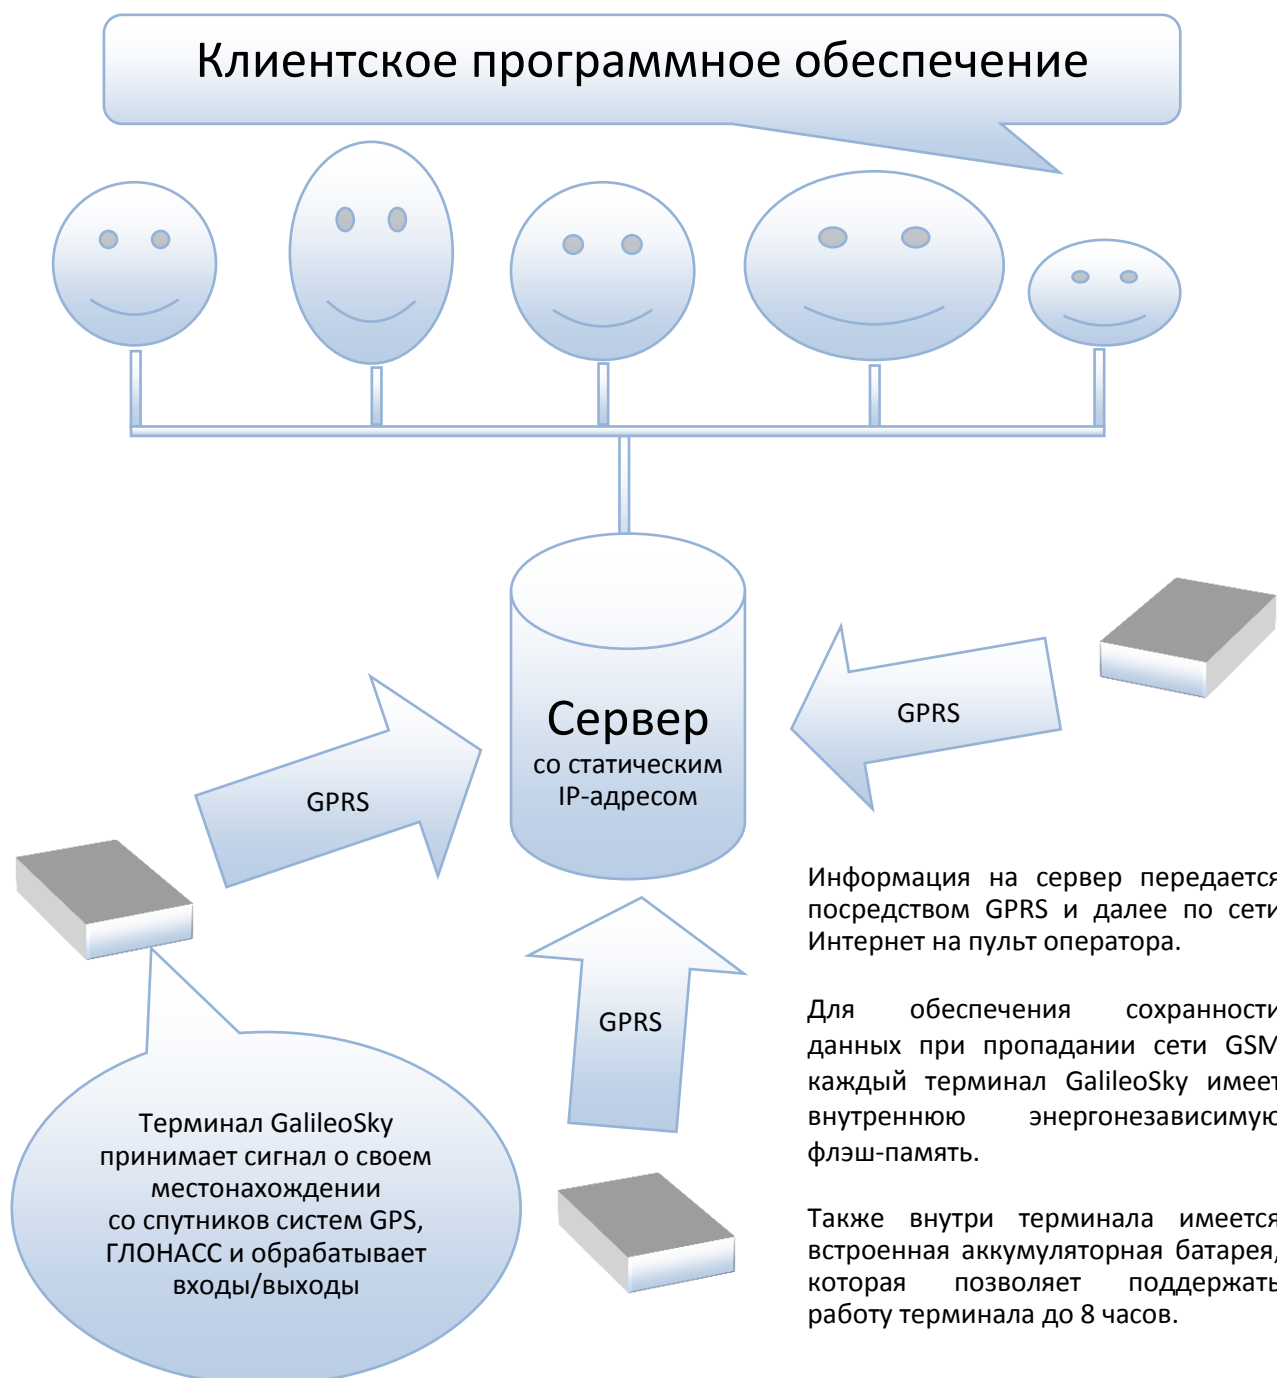 Клиентское программное обеспечение
Сервер
со статическим
IP-адресом
GPRS
GPRS
GPRS
Терминал GalileoSky
принимает сигнал о своем
местонахождении
со спутников систем GPS,
ГЛОНАСС и обрабатывает
входы/выходы
Информация на сервер передается
посредством GPRS и далее по сети
Интернет на пульт оператора.
Для обеспечения сохранности
данных при пропадании сети GSM
каждый терминал GalileoSky имеет
внутреннюю энергонезависимую
флэш-память.
Также внутри терминала имеется
встроенная аккумуляторная батарея,
которая позволяет поддержать
работу терминала до 8 часов.